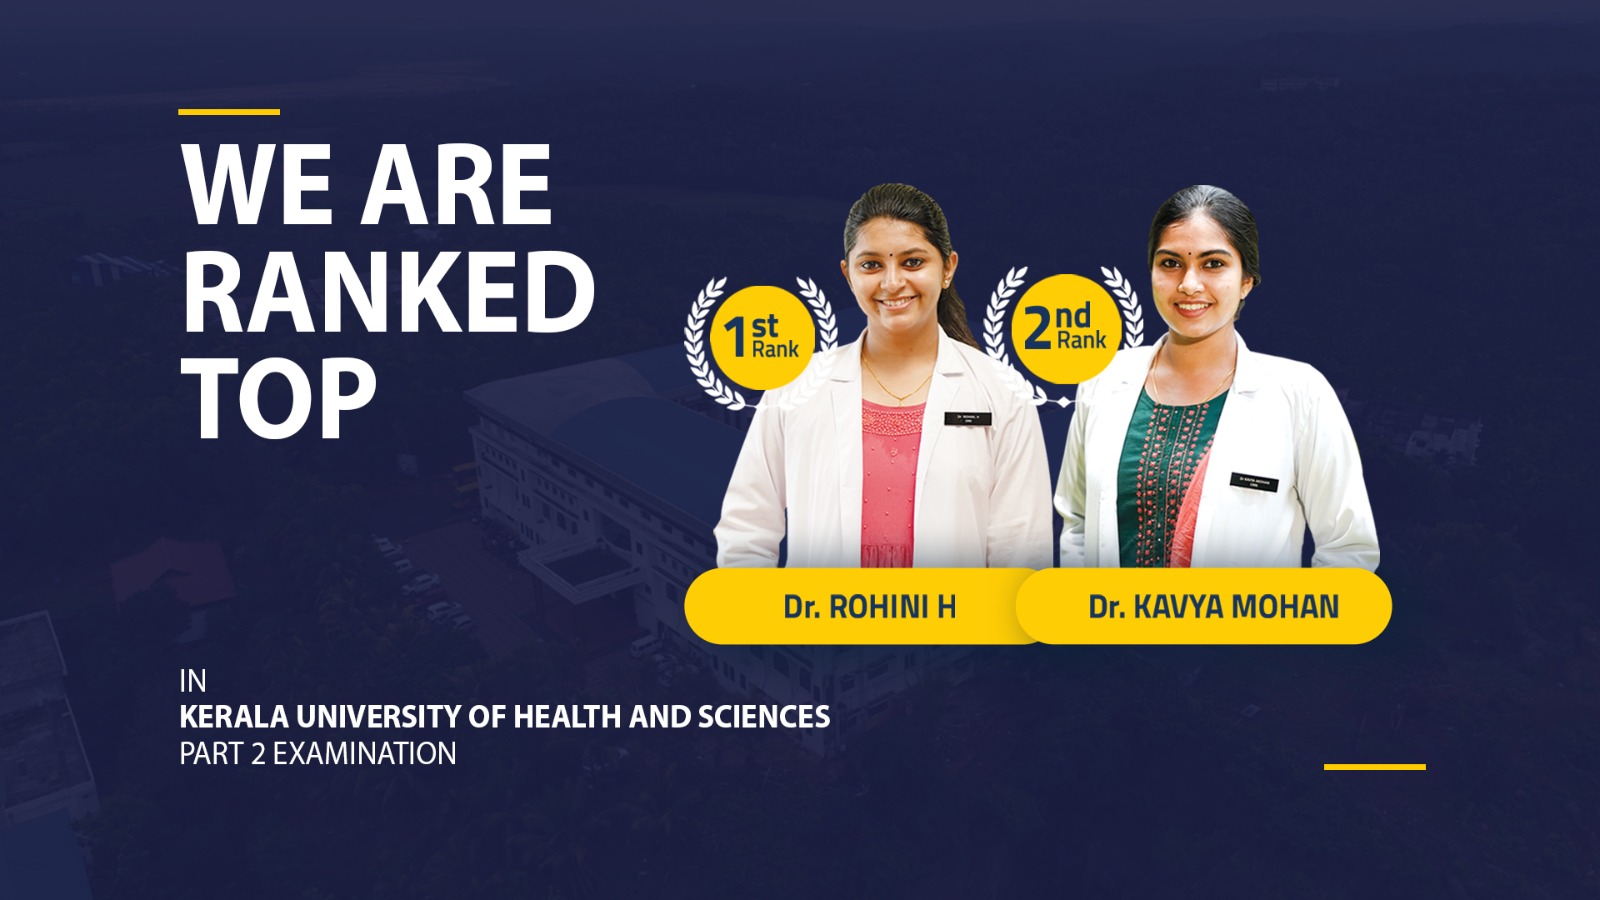 WE ARE
RANKED
TOP
1st
Rank
2nd
Rank
Dr. ROHINI H
Dr. KAVYA MOHAN
IN
KERALA UNIVERSITY OF HEALTH AND SCIENCES
PART 2 EXAMINATION